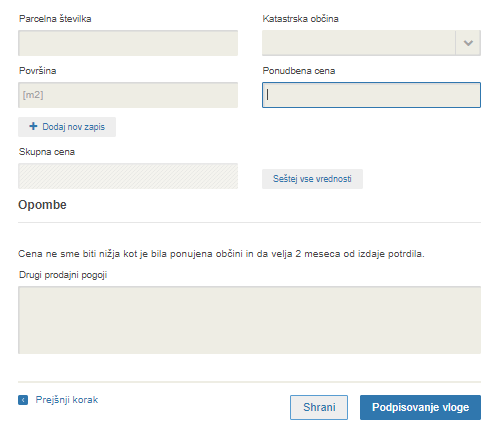 Parcelna številka
Katastrska občina
Površina
Ponudbena cena
[m2]
Dodaj nov zapis
Skupna cena
Seštej vse vrednosti
Opombe
Cena ne sme biti nižja kot je bila ponujena občini in da velja 2 meseca od izdaje potrdila.
Drugi prodajni pogoji
Prejšnji korak
Shrani
Podpisovanje vloge